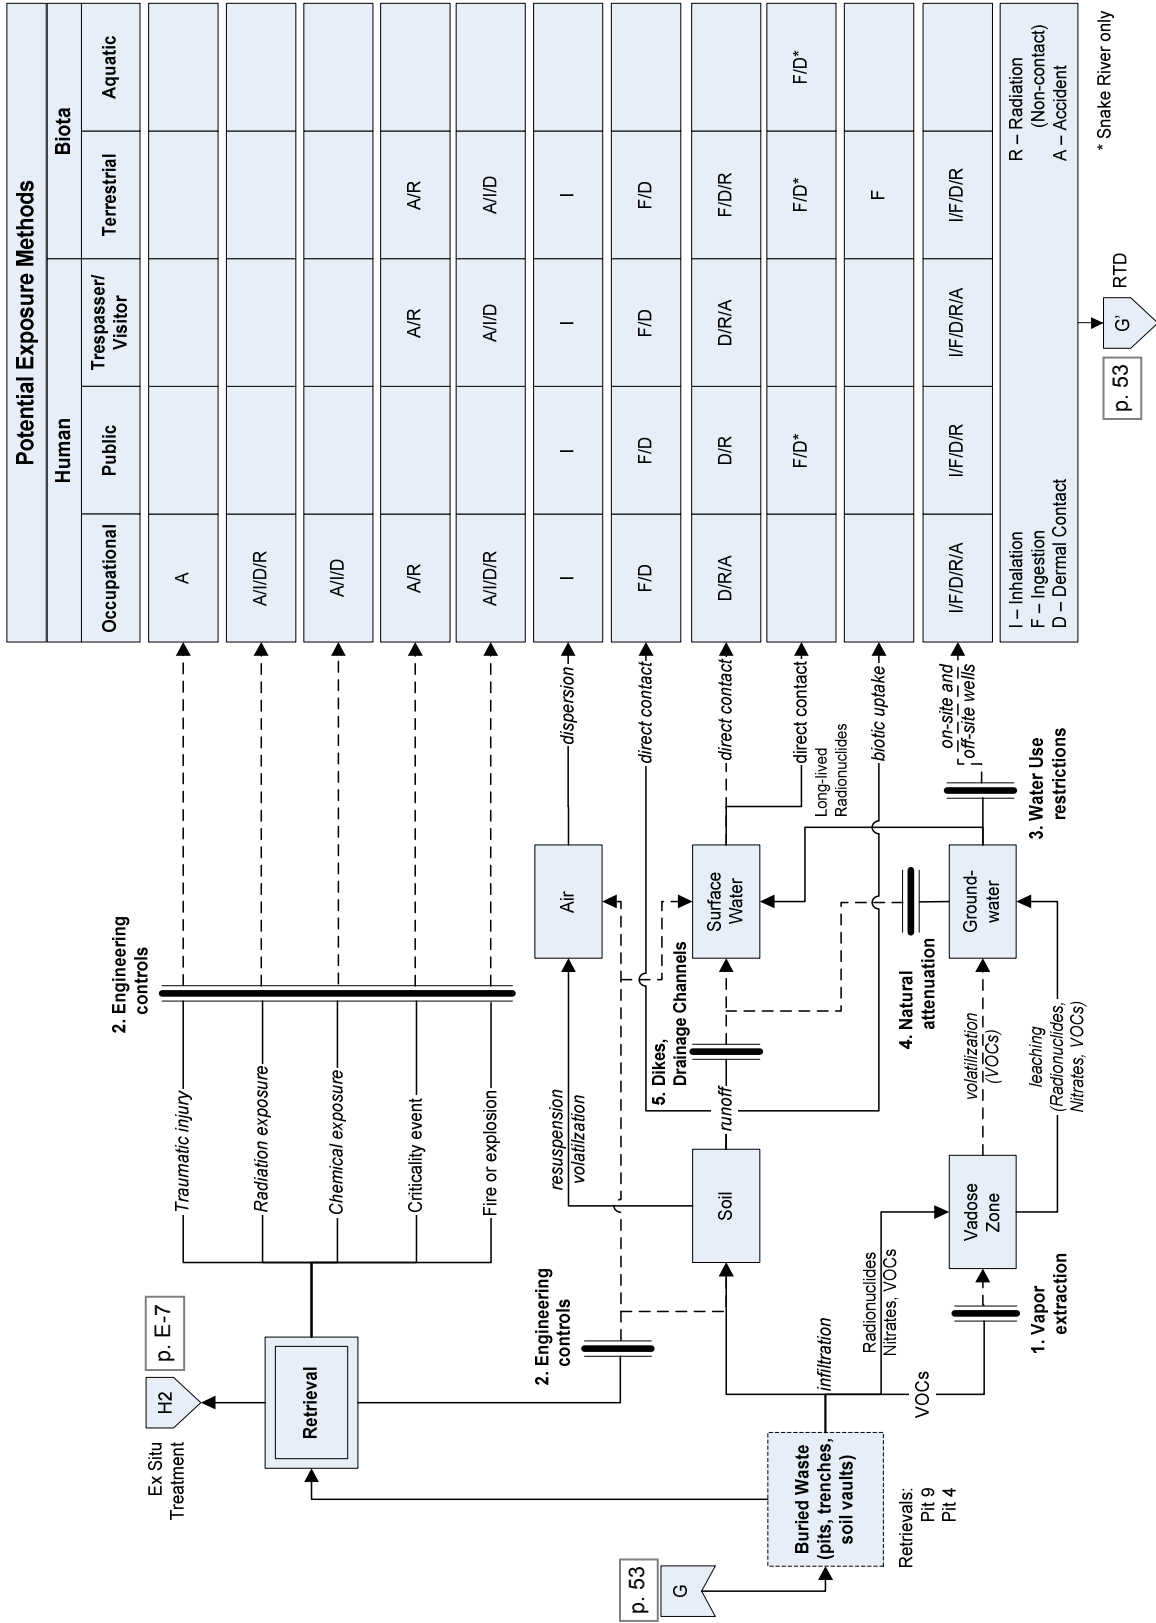 Potential Exposure Methods
Human
Biota
Occupational
Public
Trespasser/
Visitor
Terrestrial
Aquatic
p. E-7
H2
Ex Situ
Treatment
Retrieval
Traumatic injury
Radiation exposure
Chemical exposure
Criticality event
Fire or explosion
2. Engineering
controls
A
A/I/D/R
A/I/D
A/R
A/R
A/R
A/I/D/R
A/I/D
A/I/D
2. Engineering
controls
resuspension
volatilzation
Air
dispersion
I
I
I
I
direct contact
F/D
F/D
F/D
F/D
p. 53
G
Buried Waste
(pits, trenches,
soil vaults)
Retrievals:
Pit 9
Pit 4
infiltration
Soil
runoff
5. Dikes,
Drainage Channels
Surface
Water
direct contact
D/R/A
D/R
D/R/A
F/D/R
direct contact
Long-lived
Radionuclides
F/D*
F/D*
F/D*
biotic uptake
F
Radionuclides
Nitrates, VOCs
VOCs
1. Vapor
extraction
Vadose
Zone
volatilization
(VOCs)
leaching
(Radionuclides,
Nitrates, VOCs)
4. Natural
attenuation
Ground-
water
3. Water Use
restrictions
on-site and
off-site wells
I/F/D/R/A
I/F/D/R
I/F/D/R/A
I/F/D/R
I – Inhalation
F – Ingestion
D – Dermal Contact
R – Radiation
(Non-contact)
A – Accident
p. 53
G'
RTD
* Snake River only